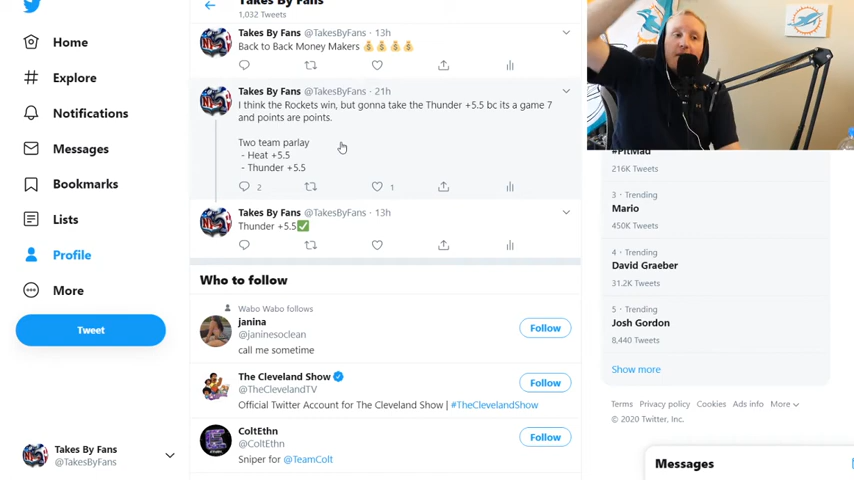 Takes By Fans
1,032 Tweets
Home
Explore
Notifications
Messages
Bookmarks
Lists
Profile
More
Tweet
Takes By Fans
@TakesByFans
Takes By Fans @TakesByFans · 13h
Back to Back Money Makers 💰💰💰💰
Takes By Fans @TakesByFans · 21h
I think the Rockets win, but gonna take the Thunder +5.5 bc its a game 7
and points are points.
Two team parlay
- Heat +5.5
- Thunder +5.5
2
1
Takes By Fans @TakesByFans · 13h
Thunder +5.5✅
Who to follow
Wabo Wabo follows
janina
@janinesoclean
Follow
call me sometime
The Cleveland Show
@TheClevelandTV
Follow
Official Twitter Account for The Cleveland Show | #TheClevelandShow
ColtEthn
@ColtEthn
Follow
Sniper for @TeamColt
#PitMad
216K Tweets
3 · Trending
Mario
450K Tweets
4 · Trending
David Graeber
31.2K Tweets
5 · Trending
Josh Gordon
8,440 Tweets
Show more
Terms Privacy policy Cookies Ads info More
© 2020 Twitter, Inc.
Messages